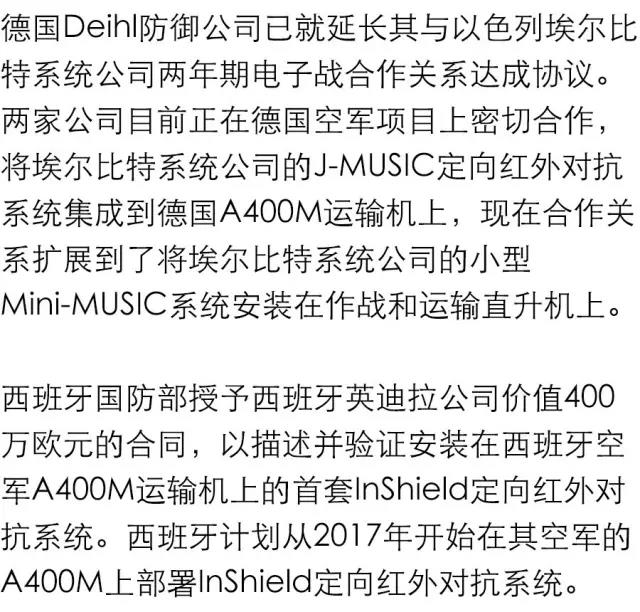 德国Deihl防御公司已就延长其与以色列埃尔比
特系统公司两年期电子战合作关系达成协议。
两家公司目前正在德国空军项目上密切合作，
将埃尔比特系统公司的J-MUSIC定向红外对抗
系统集成到德国A400M运输机上，现在合作关
系扩展到了将埃尔比特系统公司的小型
Mini-MUSIC系统安装在作战和运输直升机上。
西班牙国防部授予西班牙英迪拉公司价值400
万欧元的合同，以描述并验证安装在西班牙空
军A400M运输机上的首套InShield定向红外对
抗系统。西班牙计划从2017年开始在其空军的
A400M上部署InShield定向红外对抗系统。